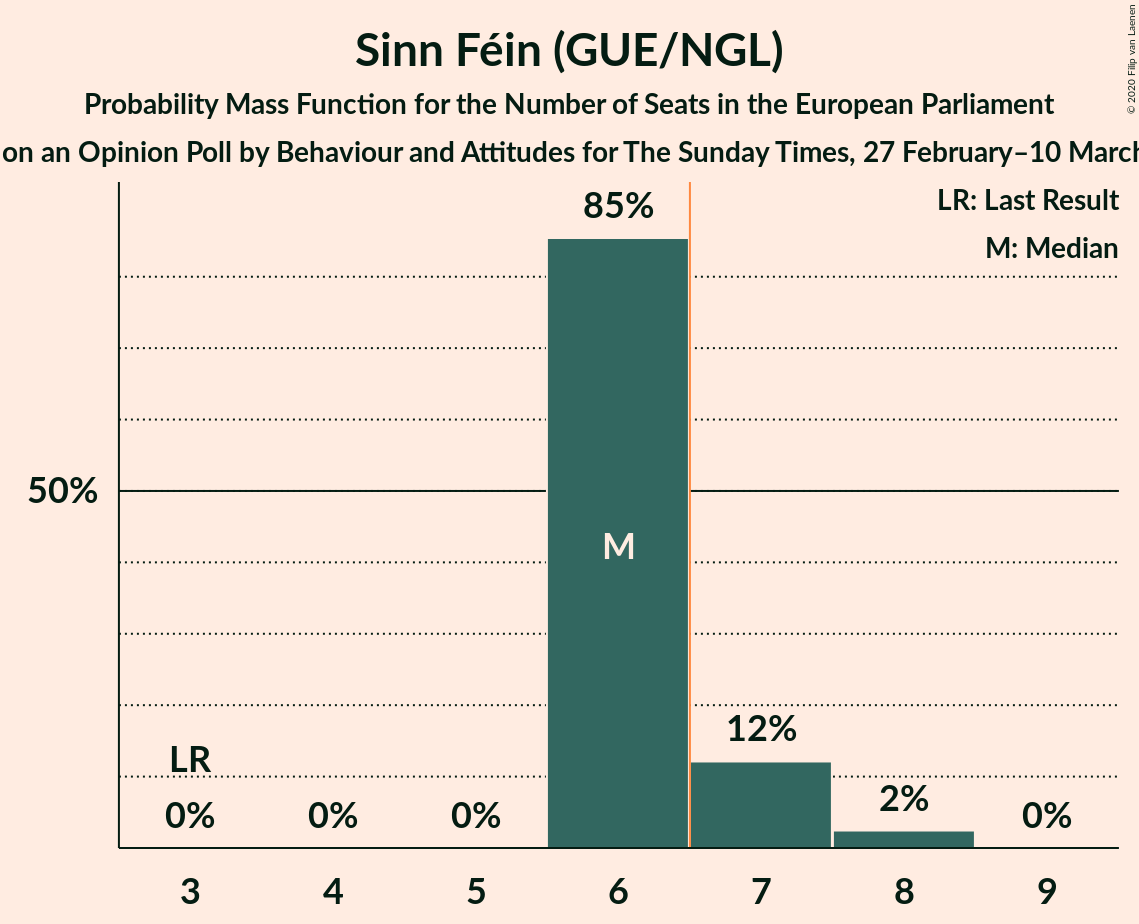 Sinn Féin (GUE/NGL)
Probability Mass Function for the Number of Seats in the European Parliament
on an Opinion Poll by Behaviour and Attitudes for The Sunday Times, 27 February–10 March
© 2020 Filip van Laenen
LR: Last Result
M: Median
85%
50%
M
12%
LR
2%
0%
0%
0%
0%
3
4
5
6
7
8
9